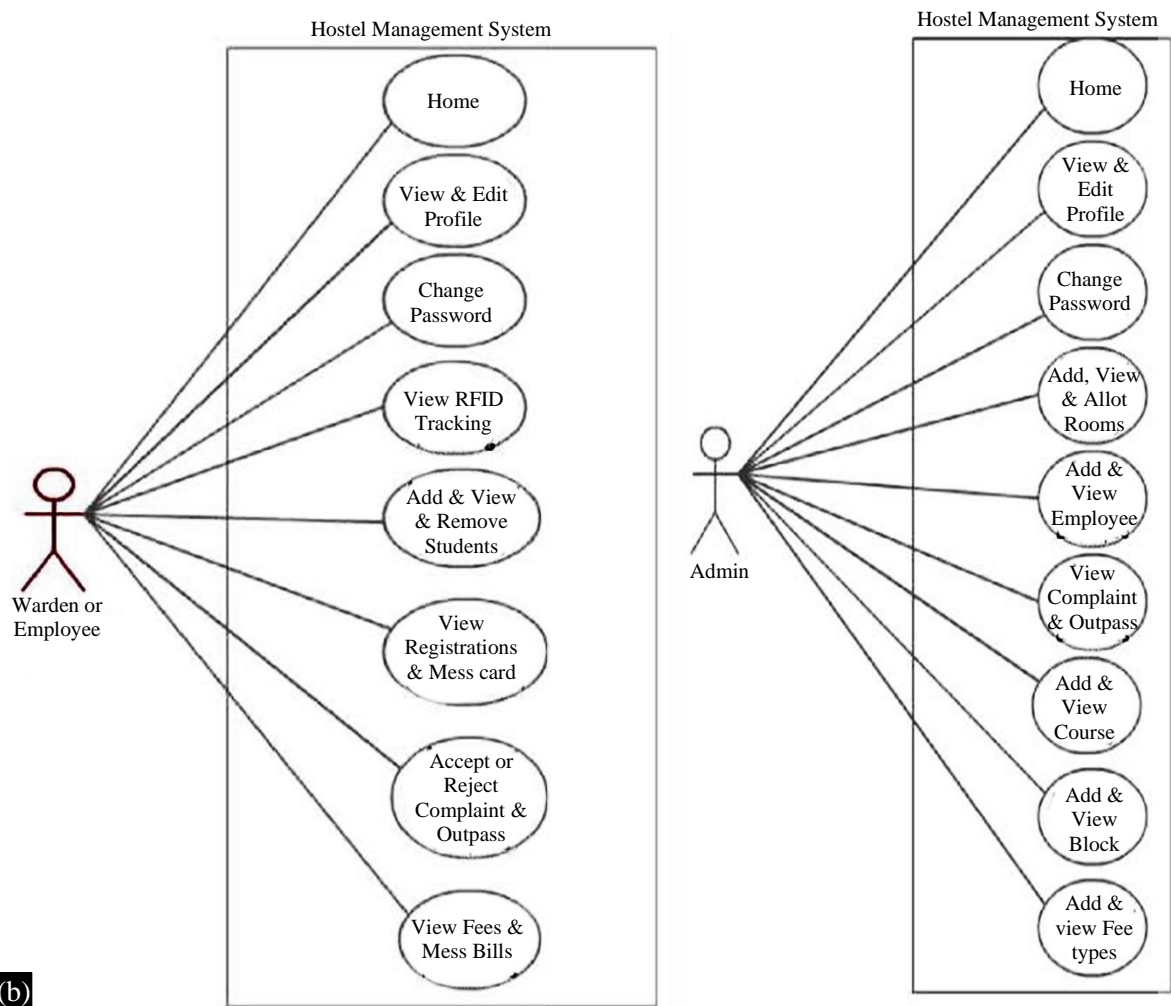 Hostel Management System
Home
View & Edit
Profile
Change
Password
View RFID
Tracking
Add & View
& Remove
Students
Warden or
Employee
View
Registrations
& Mess card
Accept or
Reject
Complaint &
Outpass
View Fees &
Mess Bills
(b)
Hostel Management System
Home
View &
Edit
Profile
Change
Password
Add, View
& Allot
Rooms
Add &
View
Employee
Admin
View
Complaint
& Outpass
Add &
View
Course
Add &
View
Block
Add &
view Fee
types